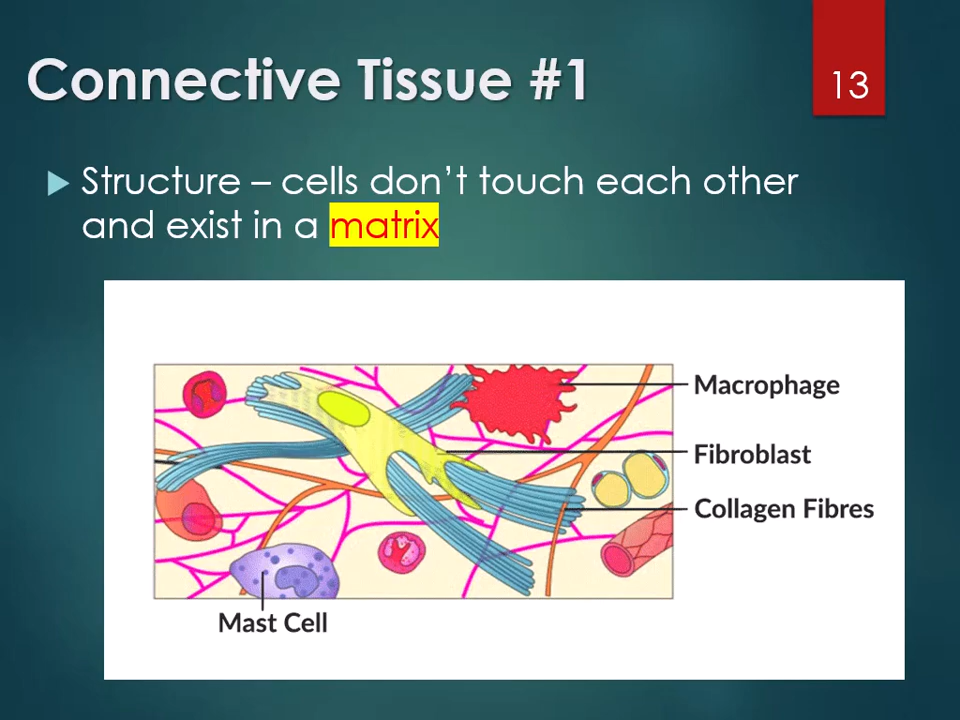 Connective Tissue #1
13
Structure – cells don’t touch each other
and exist in a matrix
Macrophage
Fibroblast
Collagen Fibres
Mast Cell